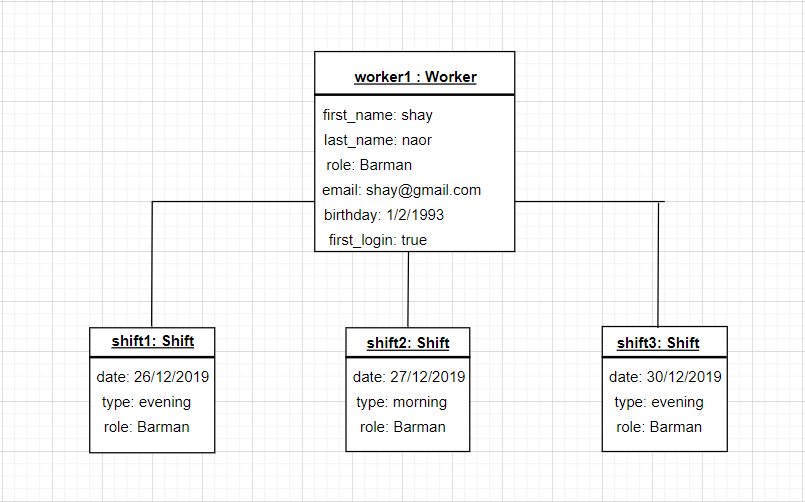 worker1 : Worker
first_name: shay
last_name: naor
role: Barman
email: shay@gmail.com
birthday: 1/2/1993
first_login: true
shift1: Shift
date: 26/12/2019
type: evening
role: Barman
shift2: Shift
date: 27/12/2019
type: morning
role: Barman
shift3: Shift
date: 30/12/2019
type: evening
role: Barman